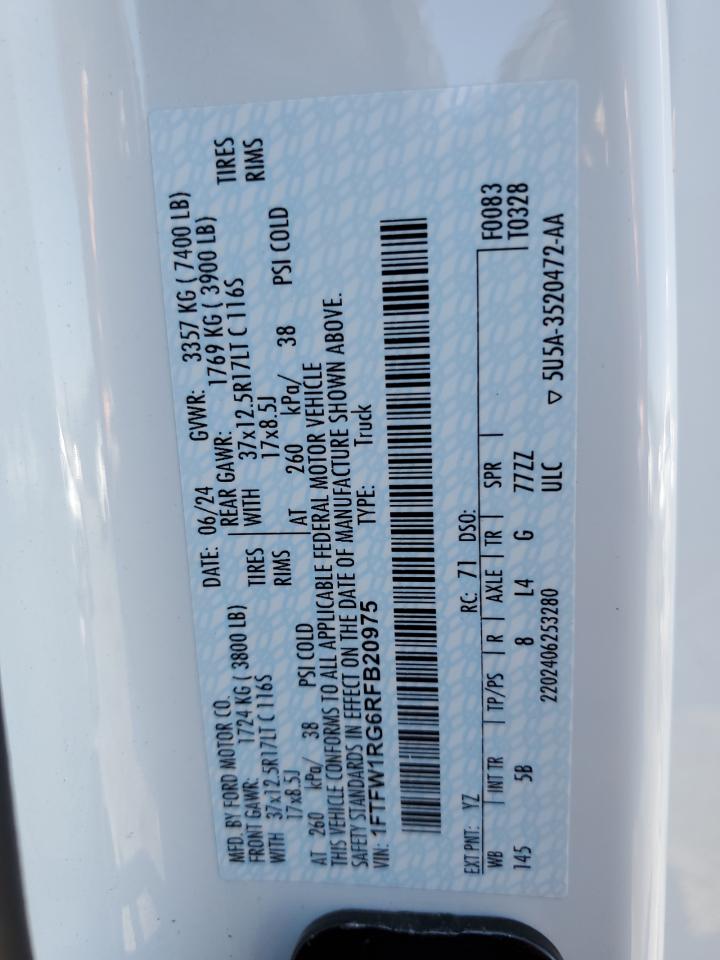 MFD. BY FORD MOTOR CO.
DATE: 06/24 GVWR: 3357 KG ( 7400 LB)
FRONT GAWR: 1724 KG ( 3800 LB) REAR GAWR: 1769 KG ( 3900 LB)
WITH 37x12.5R17LT C 116S TIRES WITH 37x12.5R17LT C 116S TIRES
17x8.5J RIMS 17x8.5J RIMS
AT 260 kPa/ 38 PSI COLD AT 260 kPa/ 38 PSI COLD
THIS VEHICLE CONFORMS TO ALL APPLICABLE FEDERAL MOTOR VEHICLE
SAFETY STANDARDS IN EFFECT ON THE DATE OF MANUFACTURE SHOWN ABOVE.
VIN: 1FTFW1RG6RFB20975 TYPE: Truck
F0083
T0328
EXT PNT: YZ RC: 71 DSO:
WB INT TR TP/PS R AXLE TR SPR
145 5B 8 L4 G 77ZZ
2202406253280 ULC
▽ 5U5A-3520472-AA